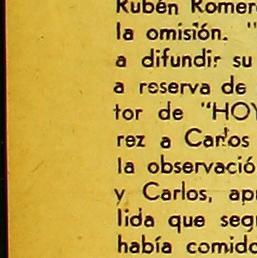 Rubén Romer
la omisión. "
a difundir su
a reserva de
tor de "HOY
rez a Carlos
la observació
y Carlos, apu
lida que segu
había comido